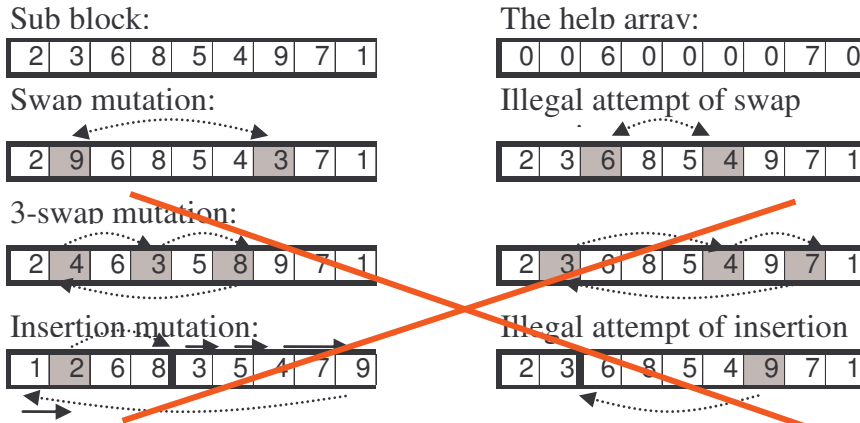 Sub block:
2 3 6 8 5 4 9 7 1
Swap mutation:
2 9 6 8 5 4 3 7 1
3-swap mutation:
2 4 6 3 5 8 9 7 1
Insertion mutation:
1 2 6 8 3 5 4 7 9
The help array:
0 0 6 0 0 0 0 7 0
Illegal attempt of swap
2 3 6 8 5 4 9 7 1
2 3 6 8 5 4 9 7 1
Illegal attempt of insertion
2 3 6 8 5 4 9 7 1